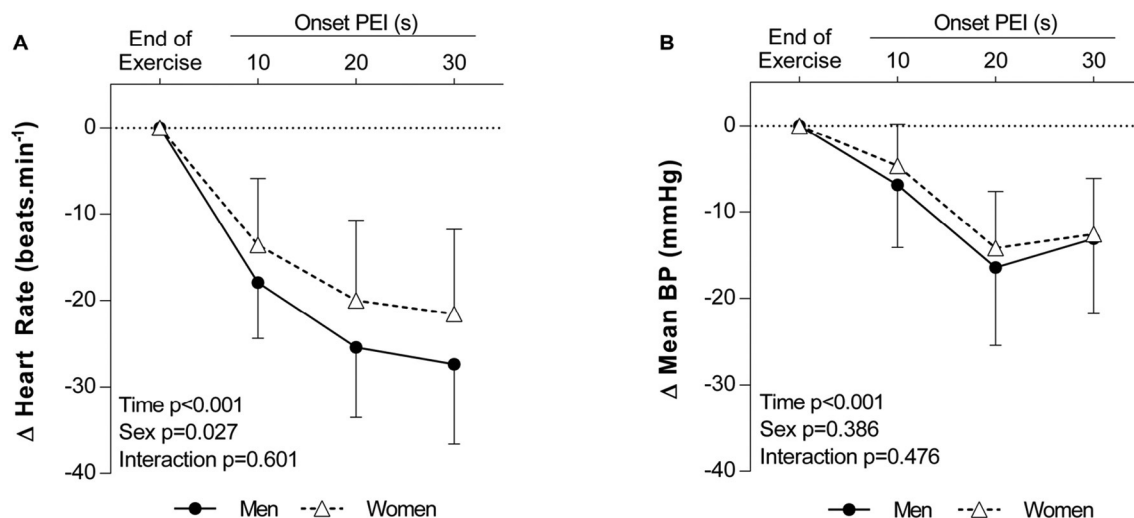 A
Onset PEI (s)
End of
Exercise 10 20 30
0
-10
-20
-30
-40
Δ Heart Rate (beats.min⁻¹)
Time p<0.001
Sex p=0.027
Interaction p=0.601
Men Women
B
Onset PEI (s)
End of
Exercise 10 20 30
0
-10
-20
-30
-40
Δ Mean BP (mmHg)
Time p<0.001
Sex p=0.386
Interaction p=0.476
Men Women